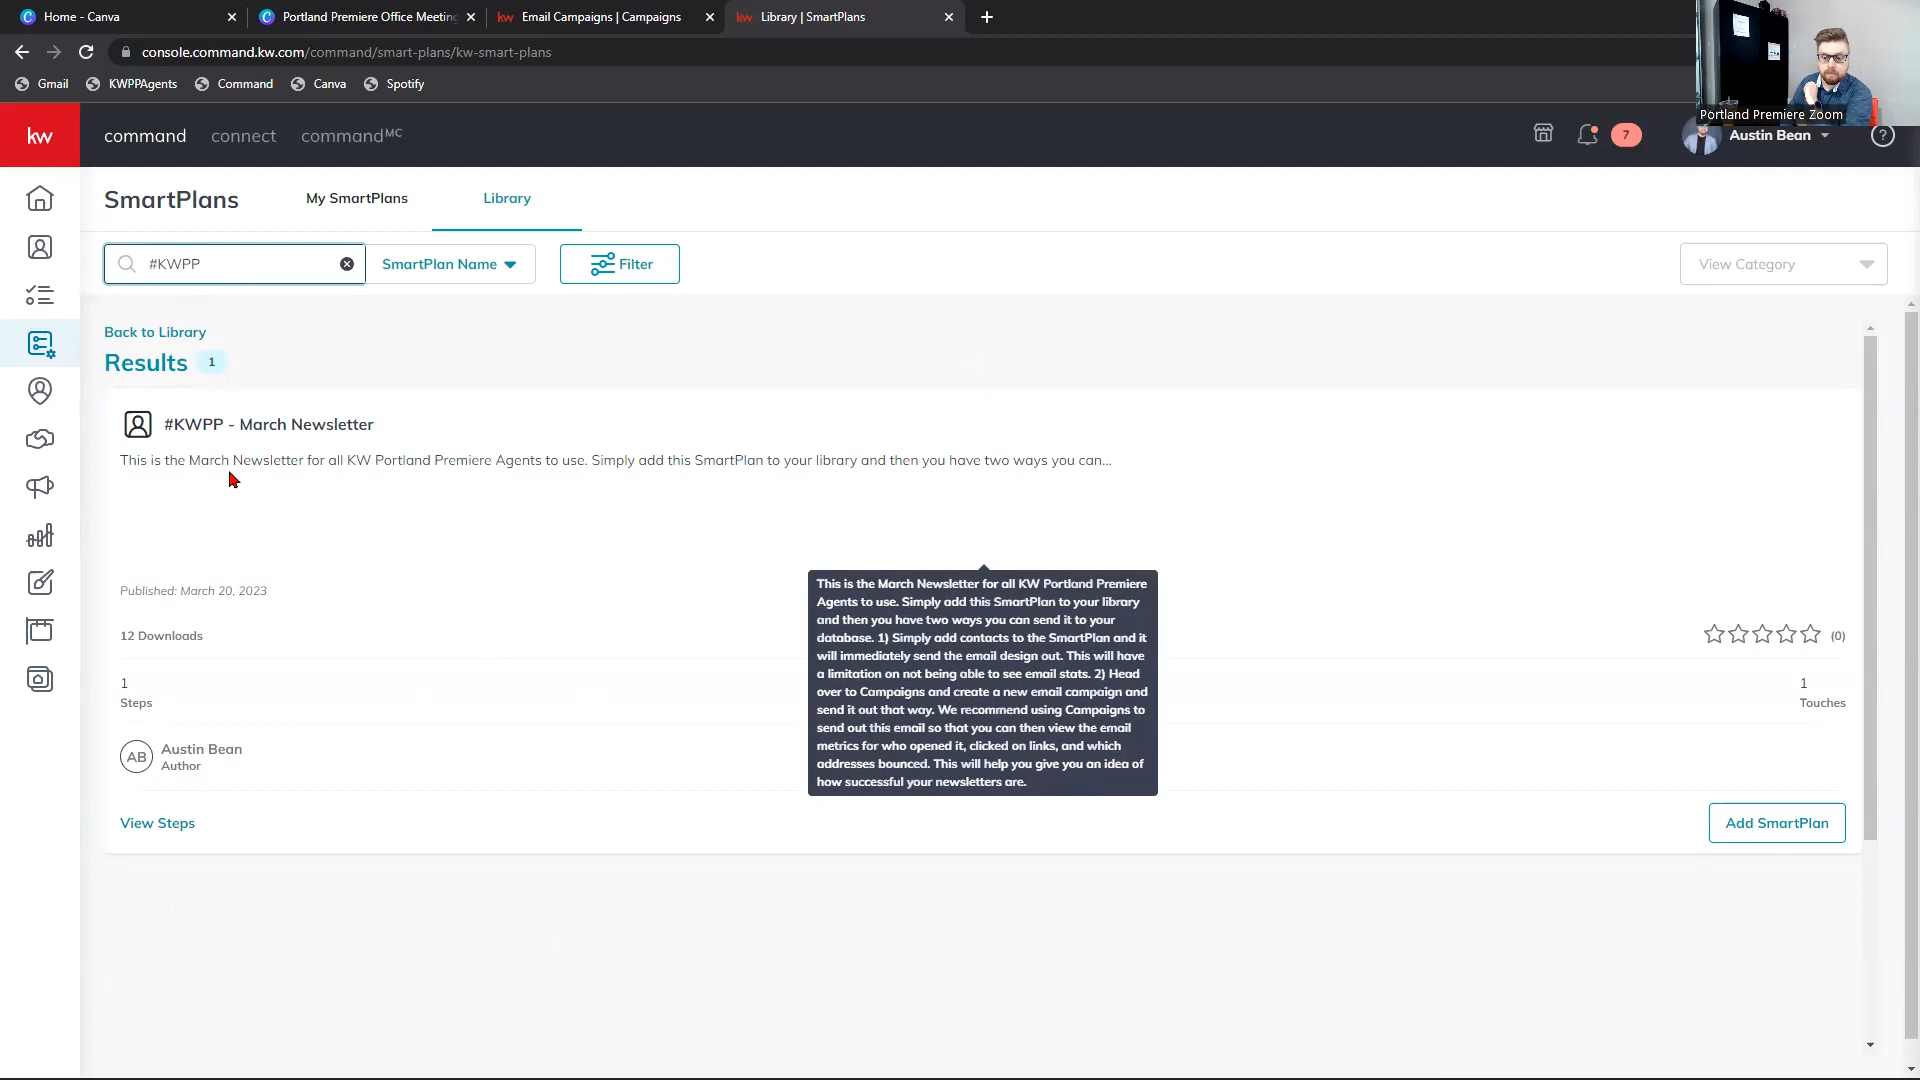 Home - Canva
Portland Premiere Office Meeting
Email Campaigns | Campaigns
Library | SmartPlans
console.command.kw.com/command/smart-plans/kw-smart-plans
Gmail
KWPPAgents
Command
Canva
Spotify
Portland Premiere Zoom
kw
command
connect
command MC
7
Austin Bean
?
SmartPlans
My SmartPlans
Library
#KWPP
SmartPlan Name
Filter
View Category
Back to Library
Results 1
#KWPP - March Newsletter
This is the March Newsletter for all KW Portland Premiere Agents to use. Simply add this SmartPlan to your library and then you have two ways you can...
This is the March Newsletter for all KW Portland Premiere
Agents to use. Simply add this SmartPlan to your library
and then you have two ways you can send it to your
database. 1) Simply add contacts to the SmartPlan and it
will immediately send the email design out. This will have
a limitation on not being able to see email stats. 2) Head
over to Campaigns and create a new email campaign and
send it out that way. We recommend using Campaigns to
send out this email so that you can then view the email
metrics for who opened it, clicked on links, and which
addresses bounced. This will help you give you an idea of
how successful your newsletters are.
Published: March 20, 2023
12 Downloads
(0)
1
Steps
1
Touches
AB
Austin Bean
Author
View Steps
Add SmartPlan